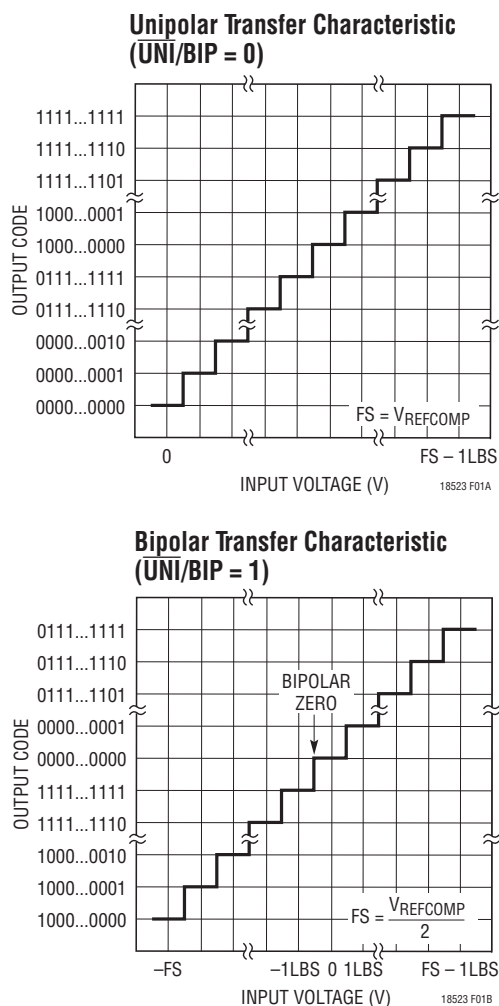 Unipolar Transfer Characteristic
(U̅N̅I̅/BIP = 0)
1111...1111
1111...1110
1111...1101
1000...0001
1000...0000
0111...1111
0111...1110
0000...0010
0000...0001
0000...0000
OUTPUT CODE
FS = VREFCOMP
0
FS – 1LBS
INPUT VOLTAGE (V)
18523 F01A
Bipolar Transfer Characteristic
(U̅N̅I̅/BIP = 1)
0111...1111
0111...1110
0111...1101
BIPOLAR
ZERO
0000...0001
0000...0000
1111...1111
1111...1110
1000...0010
1000...0001
1000...0000
OUTPUT CODE
FS = VREFCOMP
2
–FS
–1LBS 0 1LBS
FS – 1LBS
INPUT VOLTAGE (V)
18523 F01B